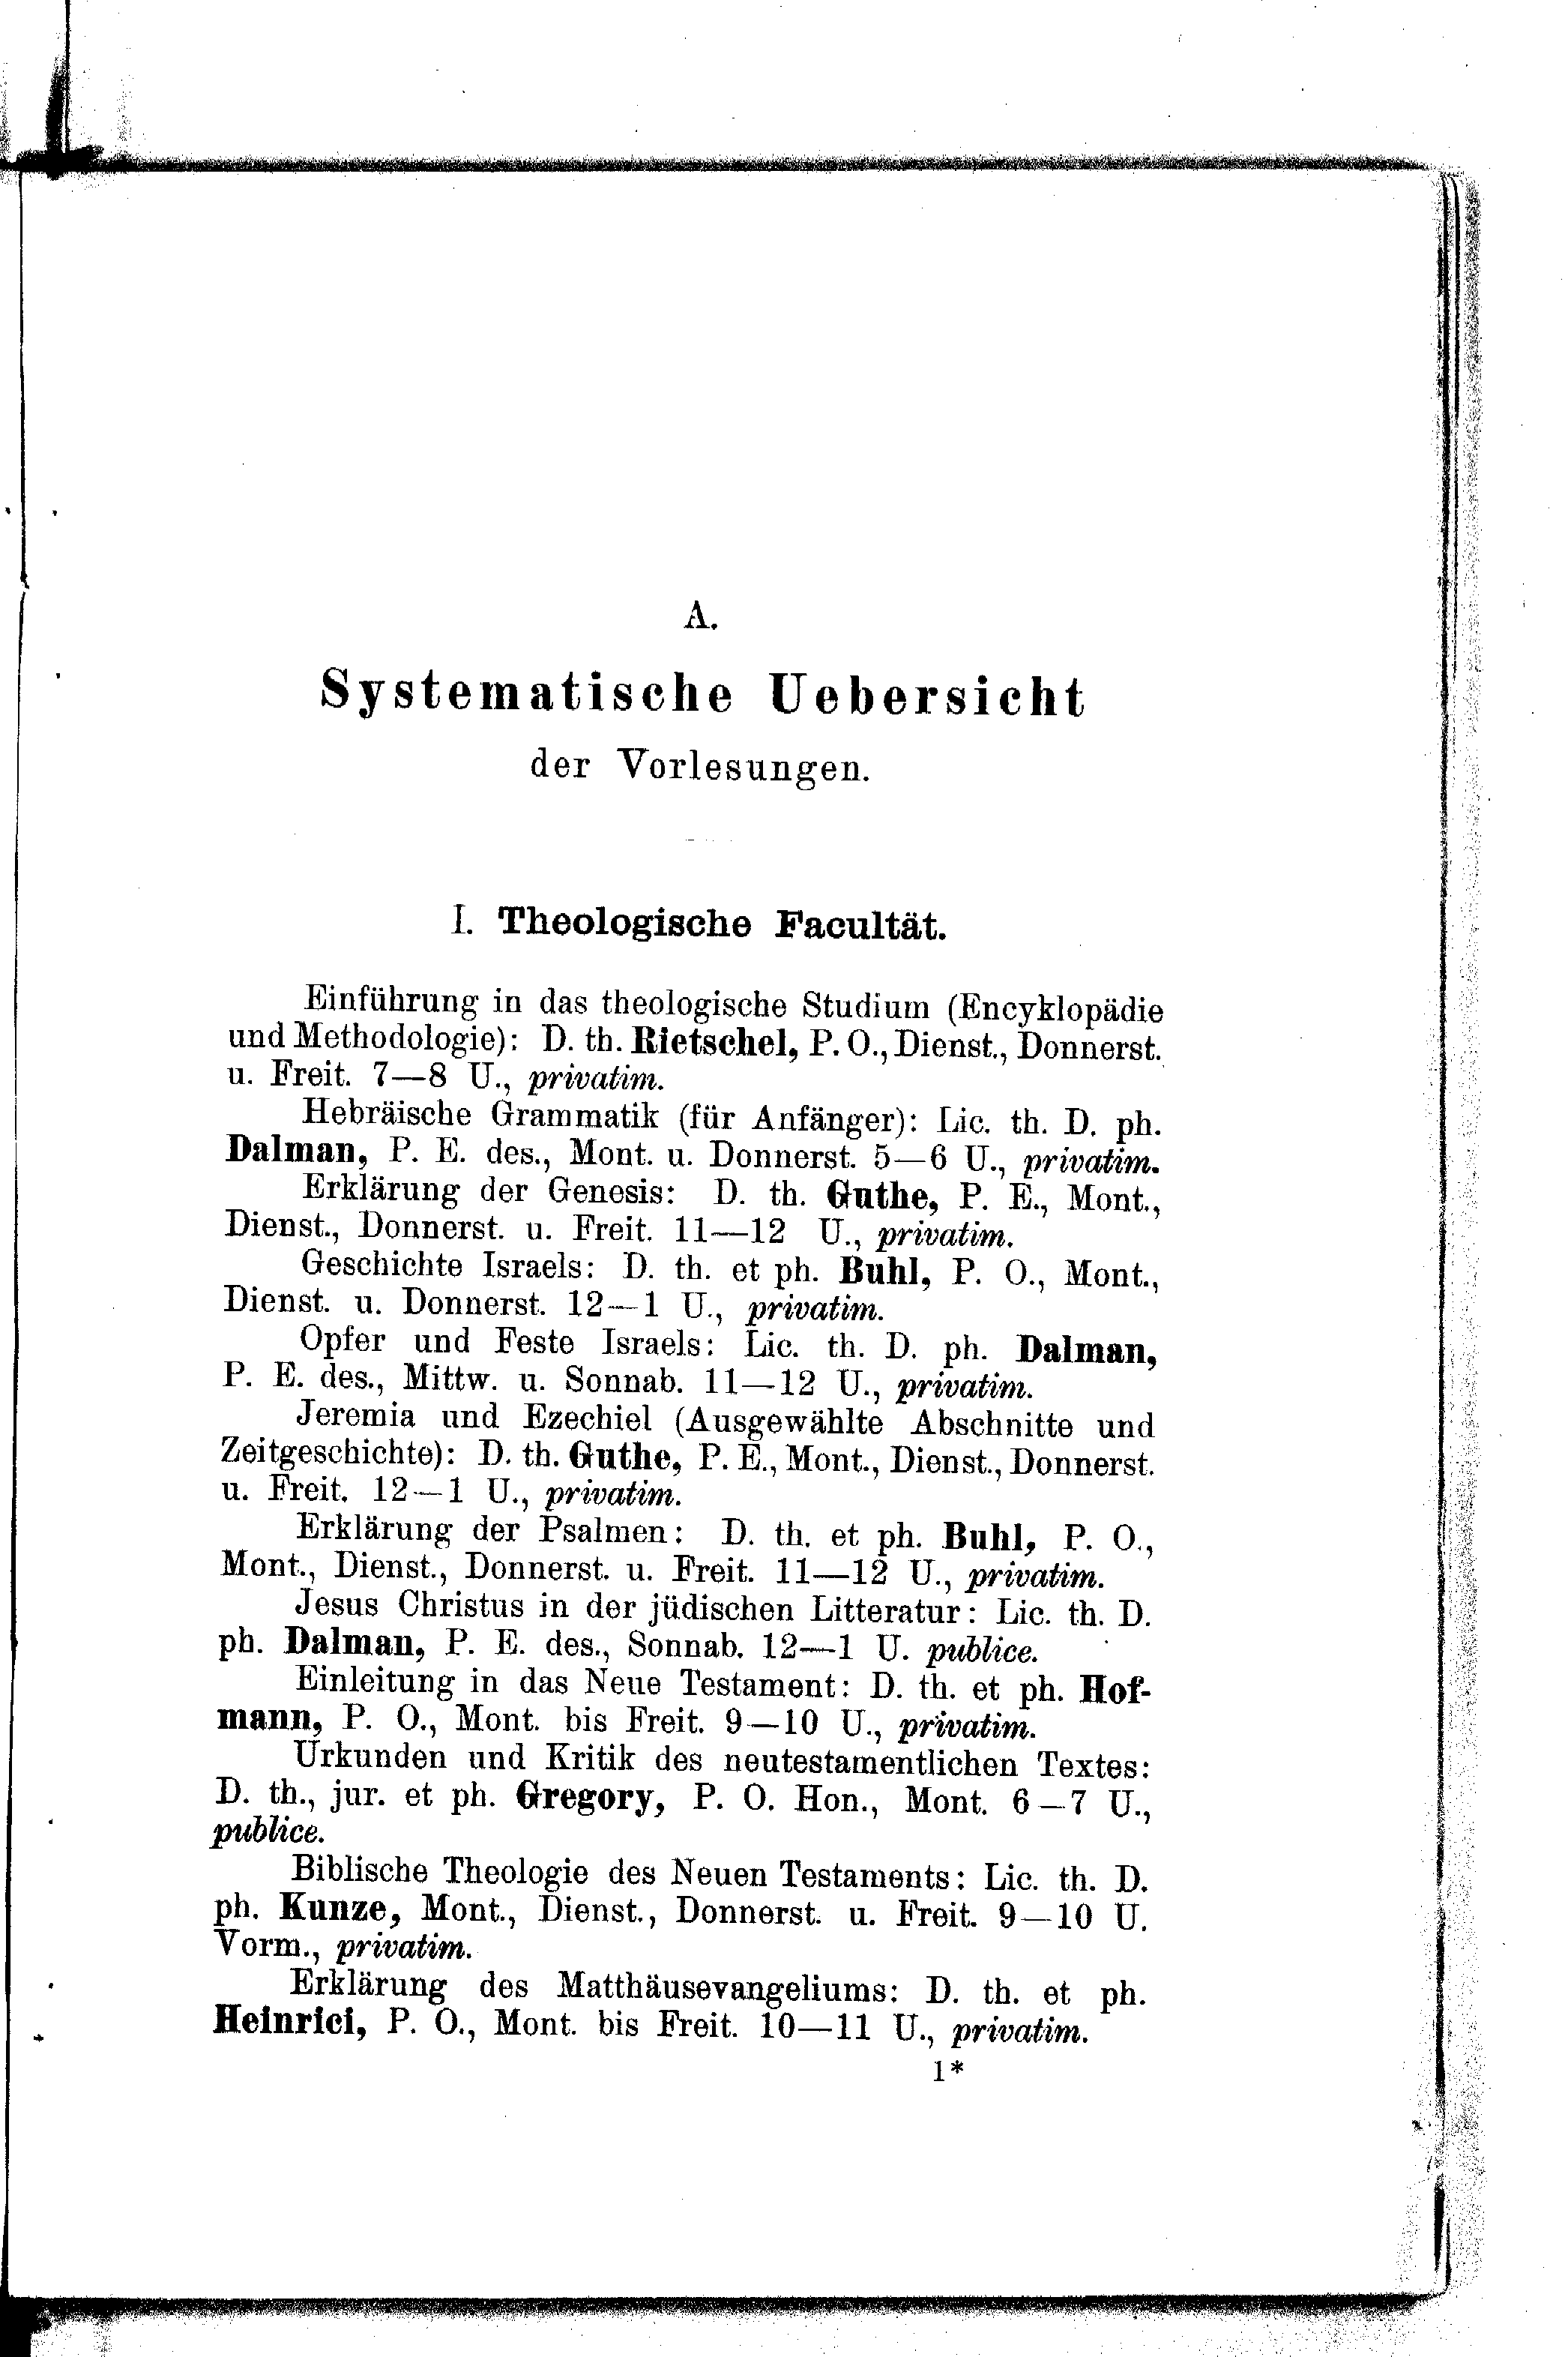 A.
Systematische Uebersicht
der Vorlesungen.
I. Theologische Facultät.
Einführung in das theologische Studium (Encyklopädie
und Methodologie): D. th. Rietschel, P. O., Dienst., Donnerst.
u. Freit. 7—8 U., privatim.
Hebräische Grammatik (für Anfänger): Lic. th. D. ph.
Dalman, P. E. des., Mont. u. Donnerst. 5—6 U., privatim.
Erklärung der Genesis: D. th. Guthe, P. E., Mont.,
Dienst., Donnerst. u. Freit. 11—12 U., privatim.
Geschichte Israels: D. th. et ph. Buhl, P. O., Mont.,
Dienst. u. Donnerst. 12—1 U., privatim.
Opfer und Feste Israels: Lic. th. D. ph. Dalman,
P. E. des., Mittw. u. Sonnab. 11—12 U., privatim.
Jeremia und Ezechiel (Ausgewählte Abschnitte und
Zeitgeschichte): D. th. Guthe, P. E., Mont., Dienst., Donnerst.
u. Freit. 12—1 U., privatim.
Erklärung der Psalmen: D. th. et ph. Buhl, P. O.,
Mont., Dienst., Donnerst. u. Freit. 11—12 U., privatim.
Jesus Christus in der jüdischen Litteratur: Lic. th. D.
ph. Dalman, P. E. des., Sonnab. 12—1 U. publice.
Einleitung in das Neue Testament: D. th. et ph. Hof-
mann, P. O., Mont. bis Freit. 9—10 U., privatim.
Urkunden und Kritik des neutestamentlichen Textes:
D. th., jur. et ph. Gregory, P. O. Hon., Mont. 6—7 U.,
publice.
Biblische Theologie des Neuen Testaments: Lic. th. D.
ph. Kunze, Mont., Dienst., Donnerst. u. Freit. 9—10 U.
Vorm., privatim.
Erklärung des Matthäusevangeliums: D. th. et ph.
Heinrici, P. O., Mont. bis Freit. 10—11 U., privatim.
1*